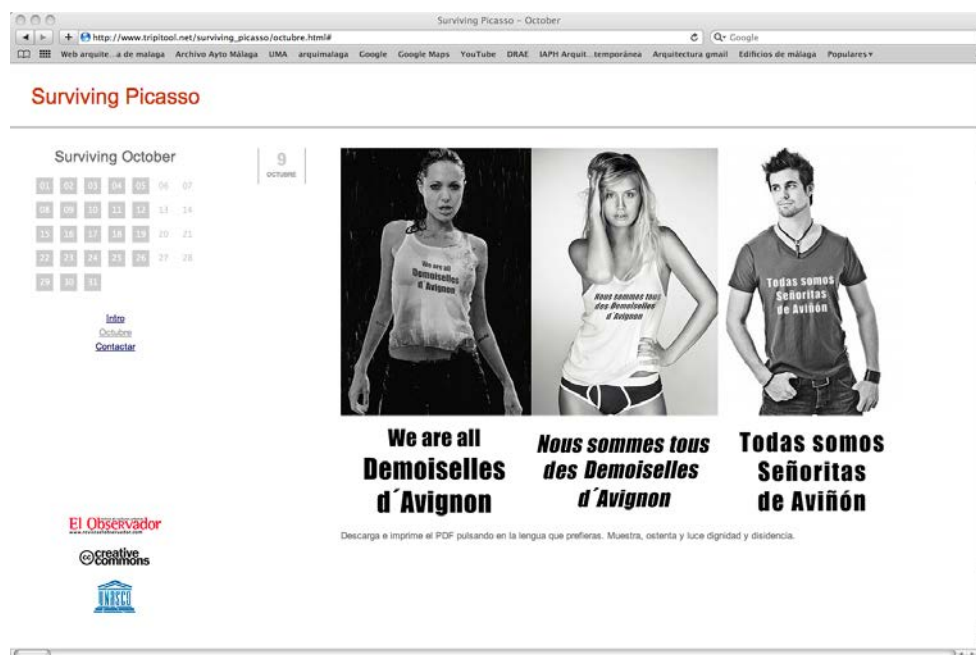 Surviving Picasso – October
http://www.tripitool.net/surviving_picasso/octubre.html#
Google
Web arquite...a de malaga Archivo Ayto Málaga UMA arquimalaga Google Google Maps YouTube DRAE IAPH Arquit...temporánea Arquitectura gmail Edificios de málaga Populares
Surviving Picasso
Surviving October
01 02 03 04 05 06 07
08 09 10 11 12 13 14
15 16 17 18 19 20 21
22 23 24 25 26 27 28
29 30 31
Intro
Octubre
Contactar
9
OCTUBRE
We are all
Demoiselles
d´Avignon
Nous sommes tous
des Demoiselles
d´Avignon
Todas somos
Señoritas
de Aviñón
We are all
Demoiselles
d´Avignon
Nous sommes tous
des Demoiselles
d´Avignon
Todas somos
Señoritas
de Aviñón
Descarga e imprime el PDF pulsando en la lengua que prefieras. Muestra, ostenta y luce dignidad y disidencia.
El Observador
www.revistaelobservador.com
cc creative
commons
UNASCO